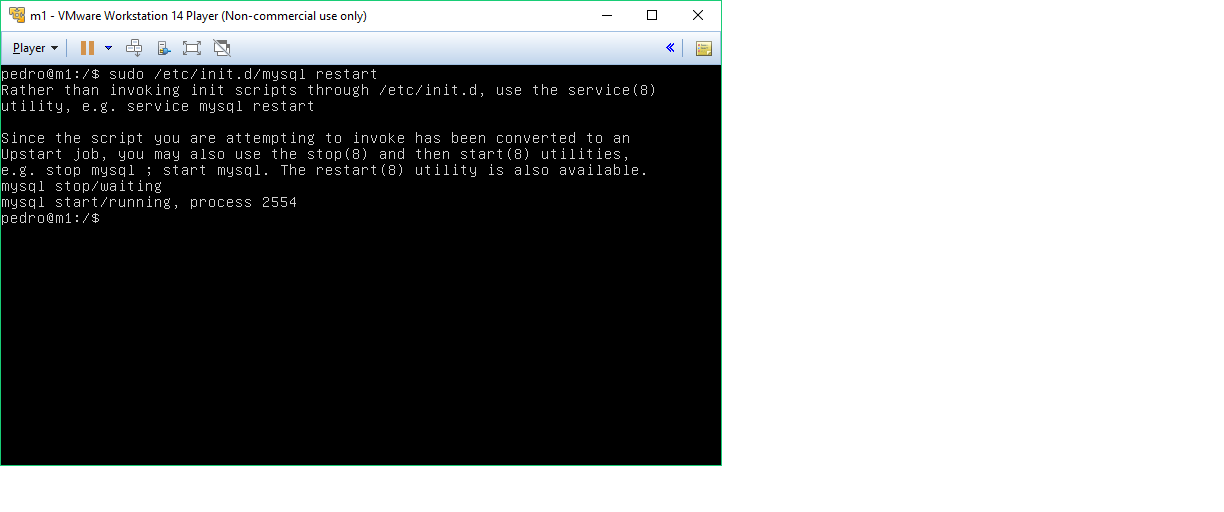 m1 - VMware Workstation 14 Player (Non-commercial use only)
Player
pedro@m1:/$ sudo /etc/init.d/mysql restart
Rather than invoking init scripts through /etc/init.d, use the service(8)
utility, e.g. service mysql restart
Since the script you are attempting to invoke has been converted to an
Upstart job, you may also use the stop(8) and then start(8) utilities,
e.g. stop mysql ; start mysql. The restart(8) utility is also available.
mysql stop/waiting
mysql start/running, process 2554
pedro@m1:/$